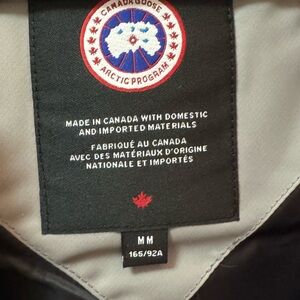 CANADA GOOSE
ARCTIC PROGRAM
MADE IN CANADA WITH DOMESTIC
AND IMPORTED MATERIALS
FABRIQUÉ AU CANADA
AVEC DES MATÉRIAUX D'ORIGINE
NATIONALE ET IMPORTÉS
MM
165/92A